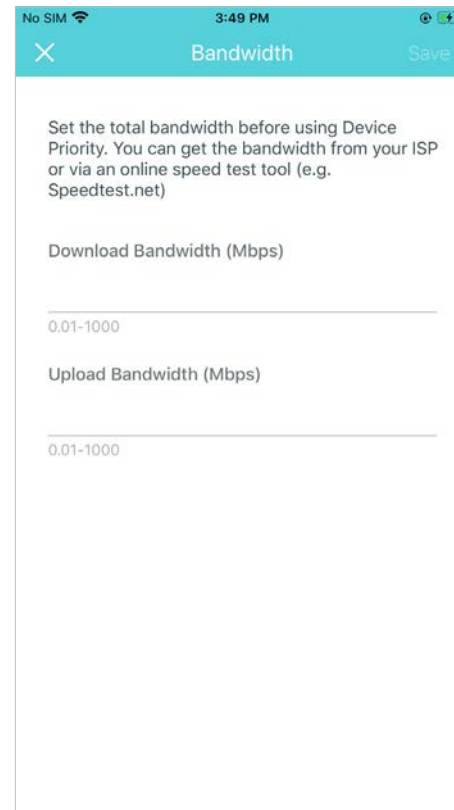 No SIM 3:49 PM
Bandwidth Save
Set the total bandwidth before using Device
Priority. You can get the bandwidth from your ISP
or via an online speed test tool (e.g.
Speedtest.net)
Download Bandwidth (Mbps)
0.01-1000
Upload Bandwidth (Mbps)
0.01-1000